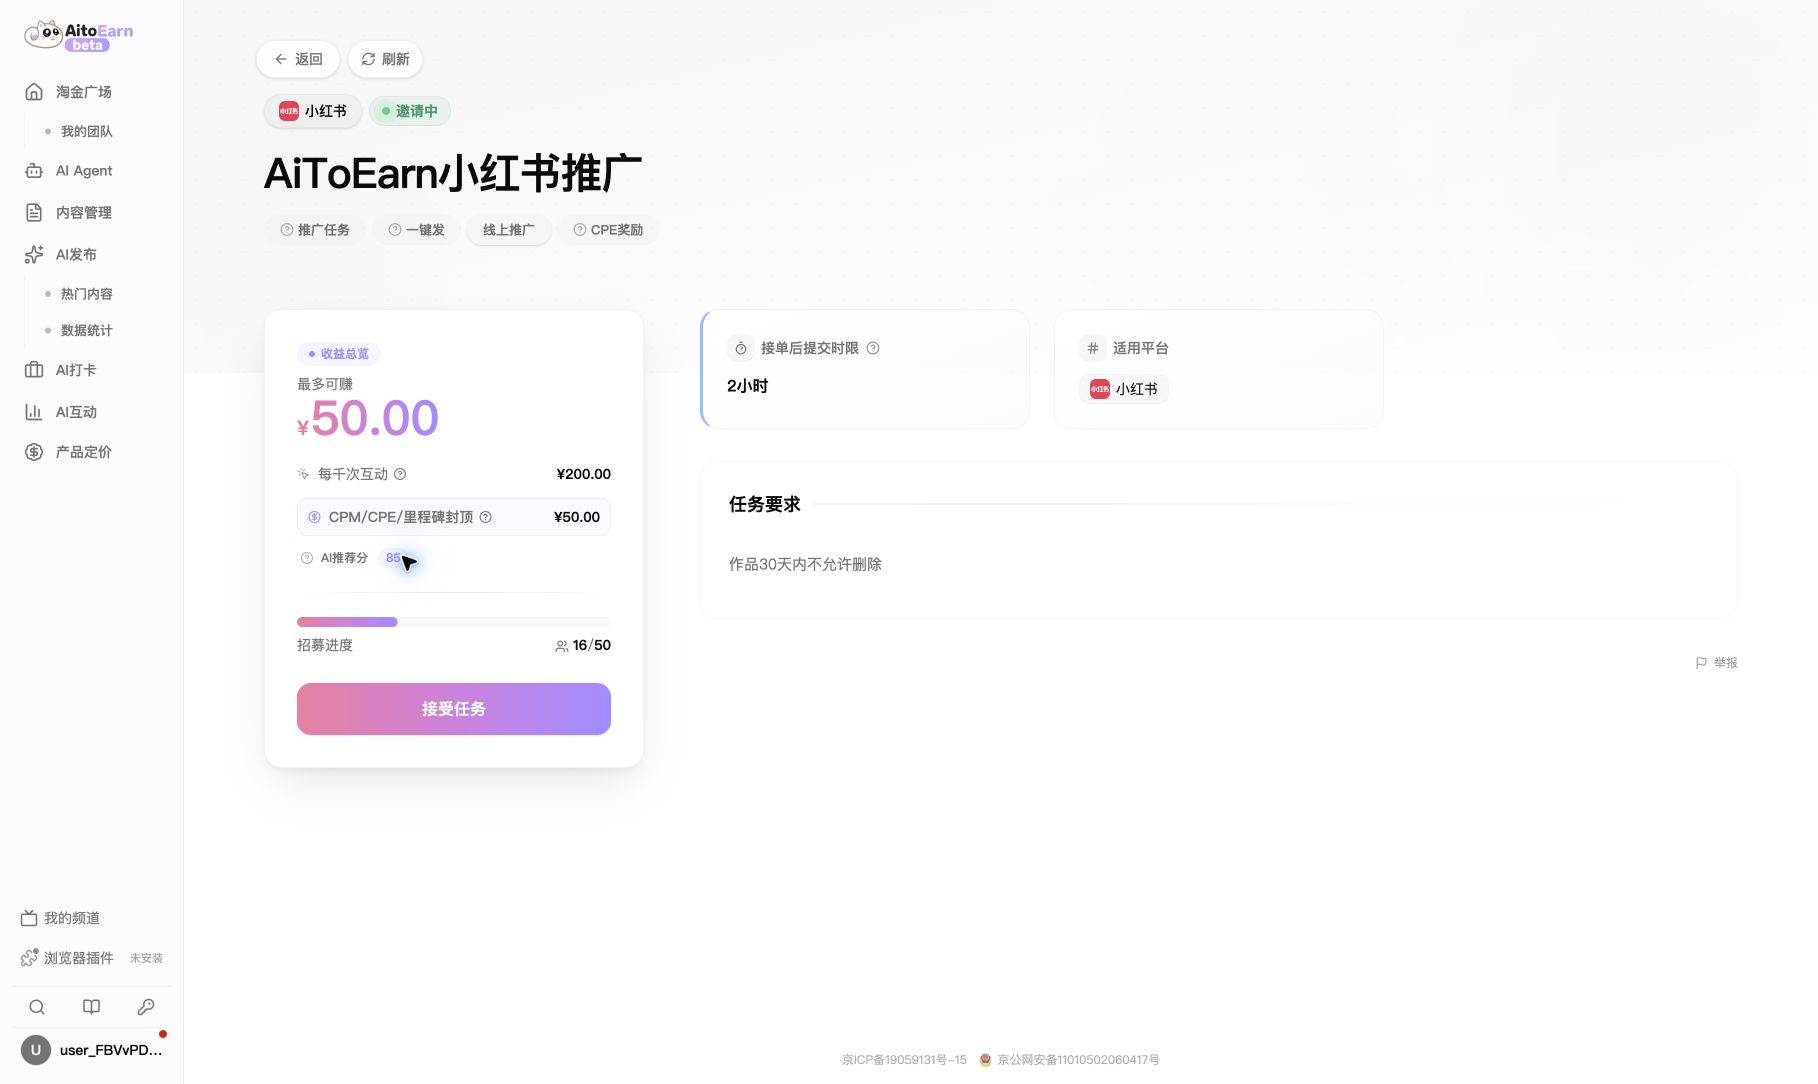 AitoEarn
beta
淘金广场
我的团队
AI Agent
内容管理
AI发布
热门内容
数据统计
AI打卡
AI互动
产品定价
我的频道
浏览器插件 未安装
U user_FBVvPD...
返回 刷新
小红书 小红书 邀请中
AiToEarn小红书推广
推广任务 一键发 线上推广 CPE奖励
收益总览
最多可赚
¥50.00
每千次互动 ¥200.00
CPM/CPE/里程碑封顶 ¥50.00
AI推荐分 85
招募进度 16/50
接受任务
接单后提交时限
2小时
适用平台
小红书 小红书
任务要求
作品30天内不允许删除
举报
京ICP备19059131号-15 京公网安备11010502060417号